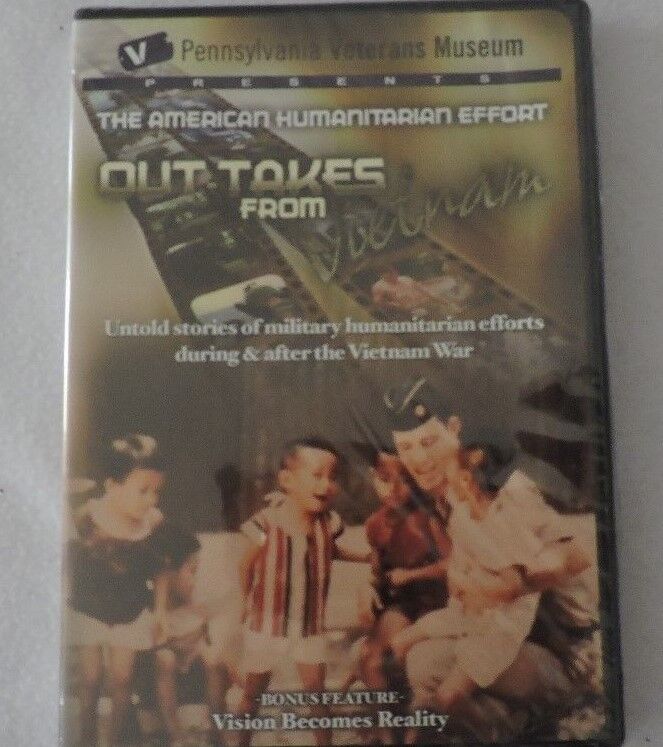 V Pennsylvania Veterans Museum
PRESENTS
THE AMERICAN HUMANITARIAN EFFORT
OUT TAKES
FROM Vietnam
Untold stories of military humanitarian efforts
during & after the Vietnam War
-BONUS FEATURE-
Vision Becomes Reality